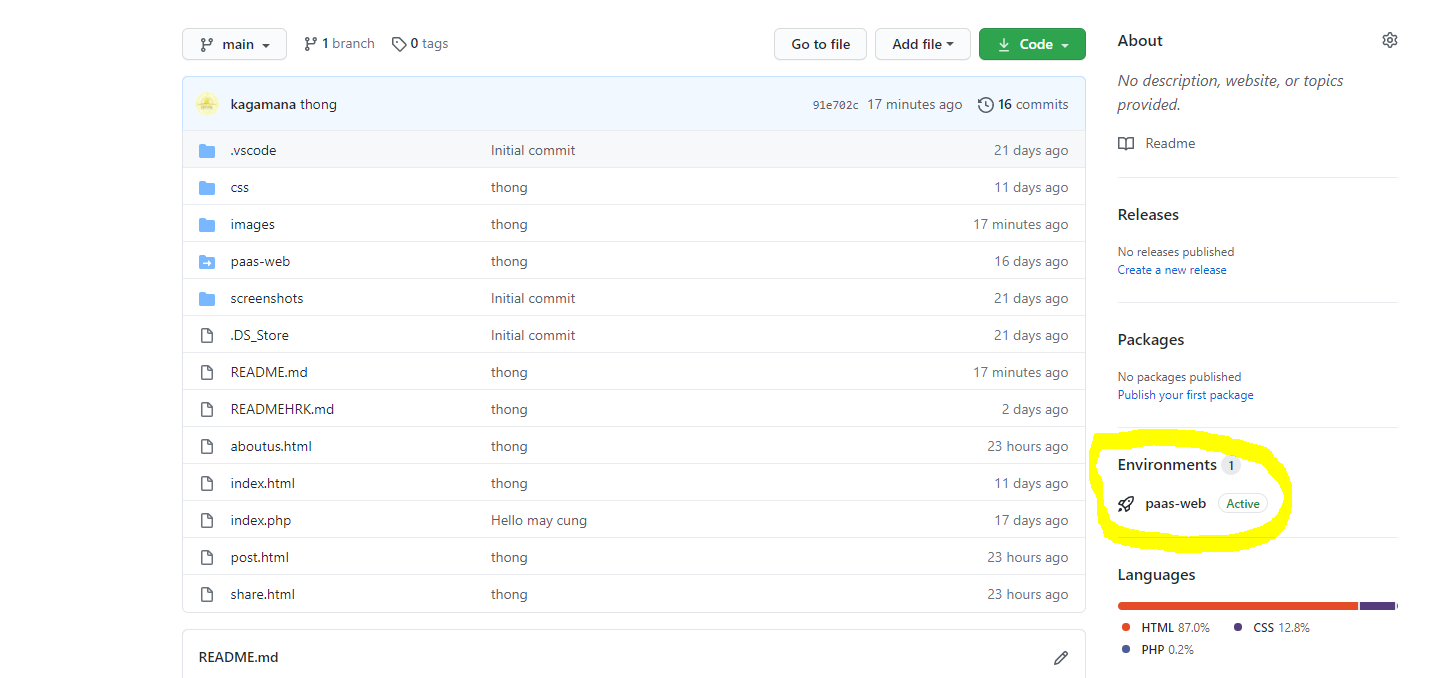 main 1 branch 0 tags Go to file Add file Code
kagamana thong 91e702c 17 minutes ago 16 commits
.vscode Initial commit 21 days ago
css thong 11 days ago
images thong 17 minutes ago
paas-web thong 16 days ago
screenshots Initial commit 21 days ago
.DS_Store Initial commit 21 days ago
README.md thong 17 minutes ago
READMEHRK.md thong 2 days ago
aboutus.html thong 23 hours ago
index.html thong 11 days ago
index.php Hello may cung 17 days ago
post.html thong 23 hours ago
share.html thong 23 hours ago
README.md
About
No description, website, or topics
provided.
Readme
Releases
No releases published
Create a new release
Packages
No packages published
Publish your first package
Environments 1
paas-web Active
Languages
HTML 87.0% CSS 12.8%
PHP 0.2%